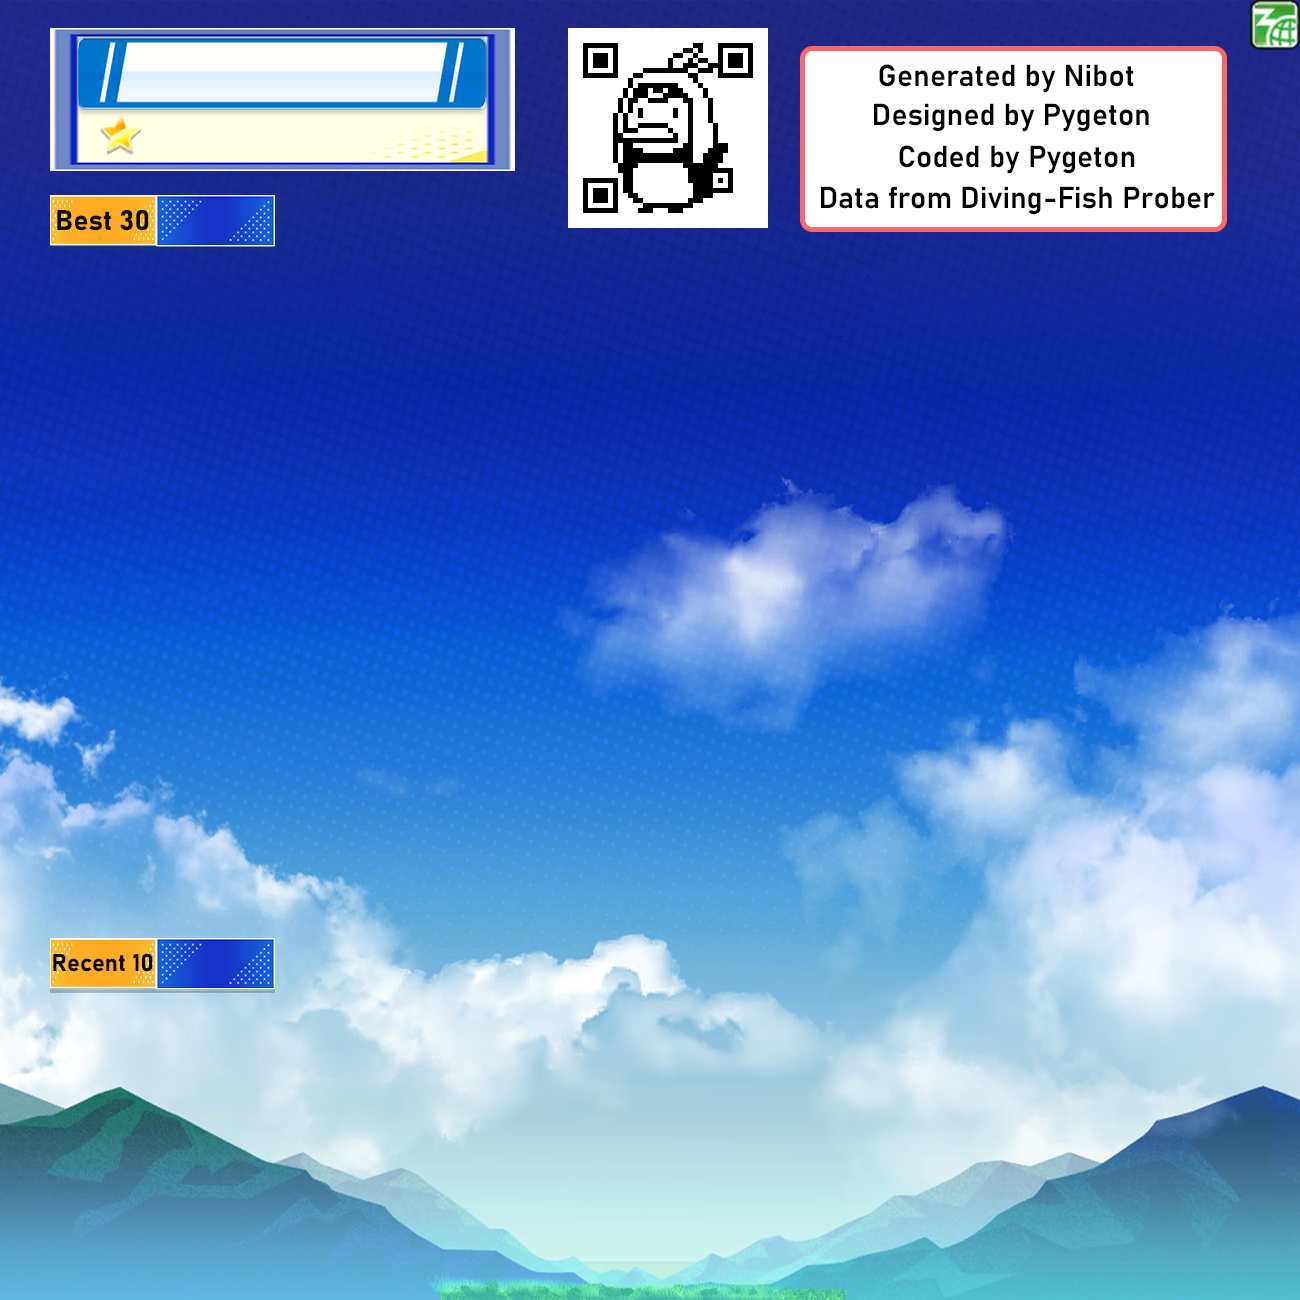 Generated by Nibot
Designed by Pygeton
Coded by Pygeton
Data from Diving-Fish Prober
Best 30
Recent 10